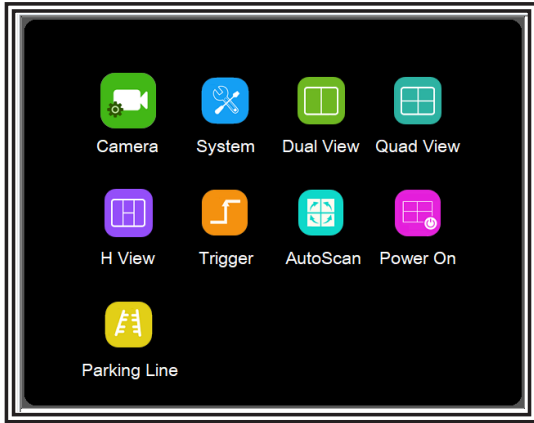 Camera System Dual View Quad View
H View Trigger AutoScan Power On
Parking Line